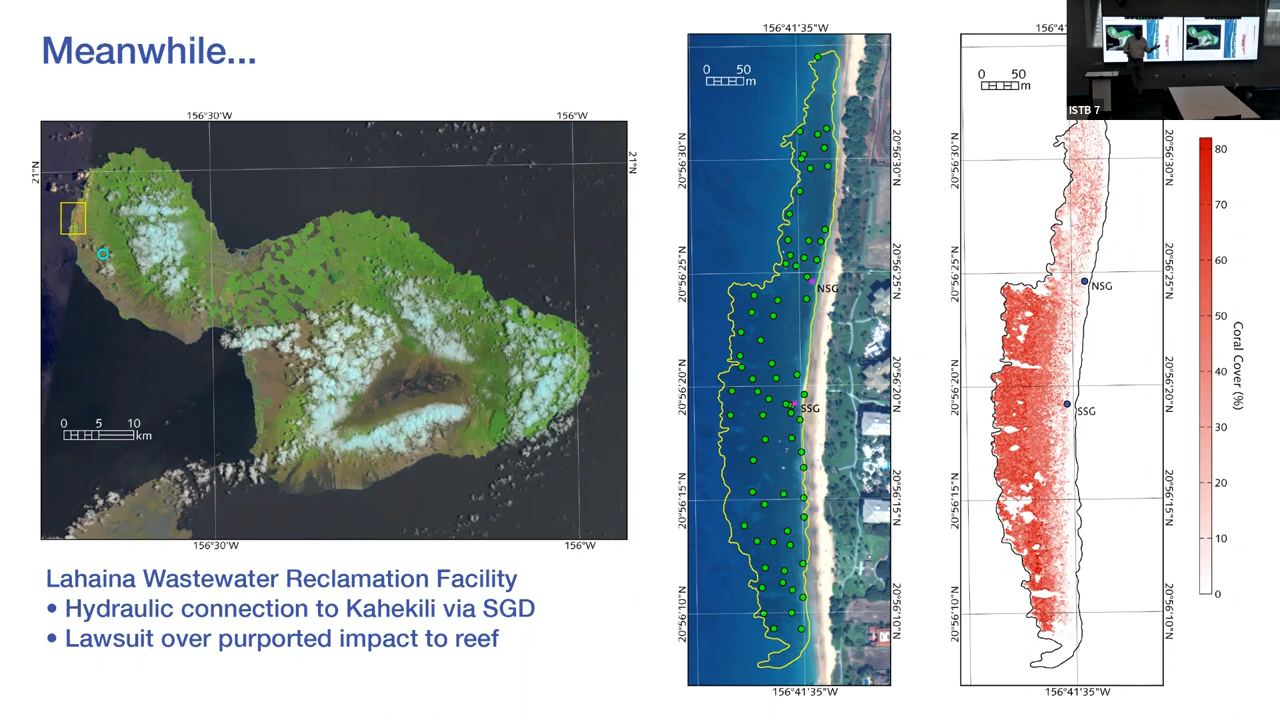 Meanwhile...
156°30'W
156°W
21°N
21°N
0 5 10
km
156°30'W
156°W
Lahaina Wastewater Reclamation Facility
• Hydraulic connection to Kahekili via SGD
• Lawsuit over purported impact to reef
156°41'35"W
0 50
m
20°56'30"N
20°56'30"N
20°56'25"N
20°56'25"N
NSG
20°56'20"N
20°56'20"N
SSG
20°56'15"N
20°56'15"N
20°56'10"N
20°56'10"N
156°41'35"W
156°41
0 50
m
20°56'30"N
20°56'30"N
20°56'25"N
20°56'25"N
NSG
20°56'20"N
20°56'20"N
SSG
20°56'15"N
20°56'15"N
20°56'10"N
20°56'10"N
156°41'35"W
ISTB 7
80
70
60
50
40
30
20
10
0
Coral Cover (%)